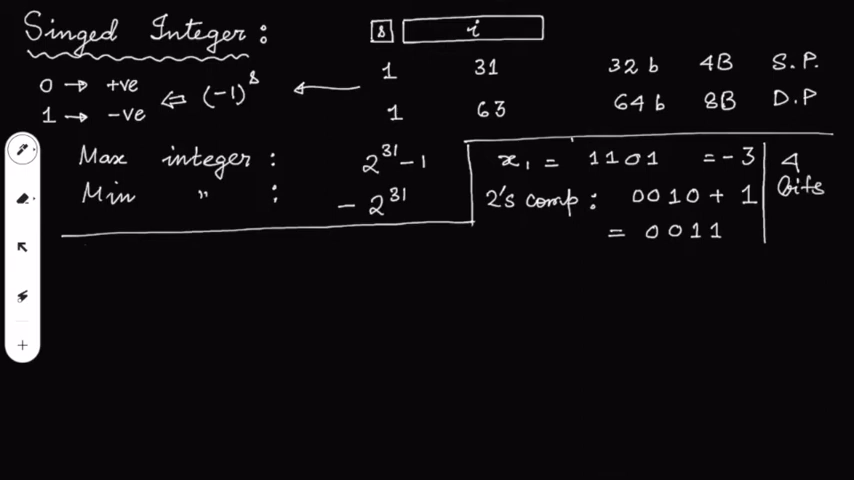 Singed Integer :
s i
1 31 32 b 4B S.P.
0 → +ve ⇐ (-1)^s ←
1 → -ve
1 63 64 b 8B D.P
Max integer : 2^31 - 1
Min " : - 2^31
x₁ = 1101 = -3 4 bits
2's comp : 0010 + 1
= 0011